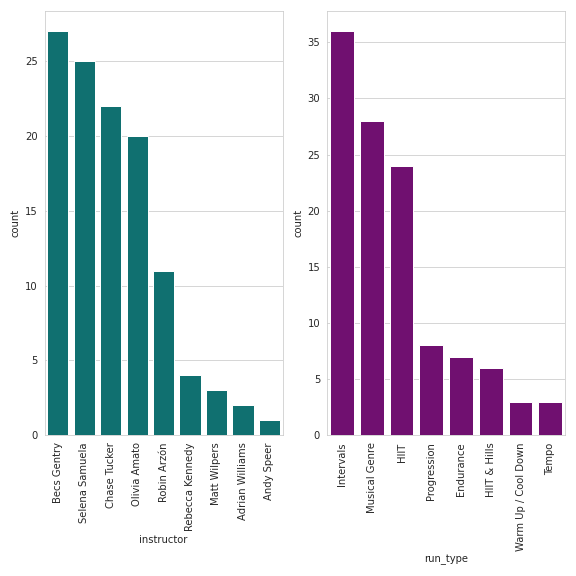 count
25
20
15
10
5
0
Becs Gentry
Selena Samuela
Chase Tucker
Olivia Amato
Robin Arzón
Rebecca Kennedy
Matt Wilpers
Adrian Williams
Andy Speer
instructor
count
35
30
25
20
15
10
5
0
Intervals
Musical Genre
HIIT
Progression
Endurance
HIIT & Hills
Warm Up / Cool Down
Tempo
run_type